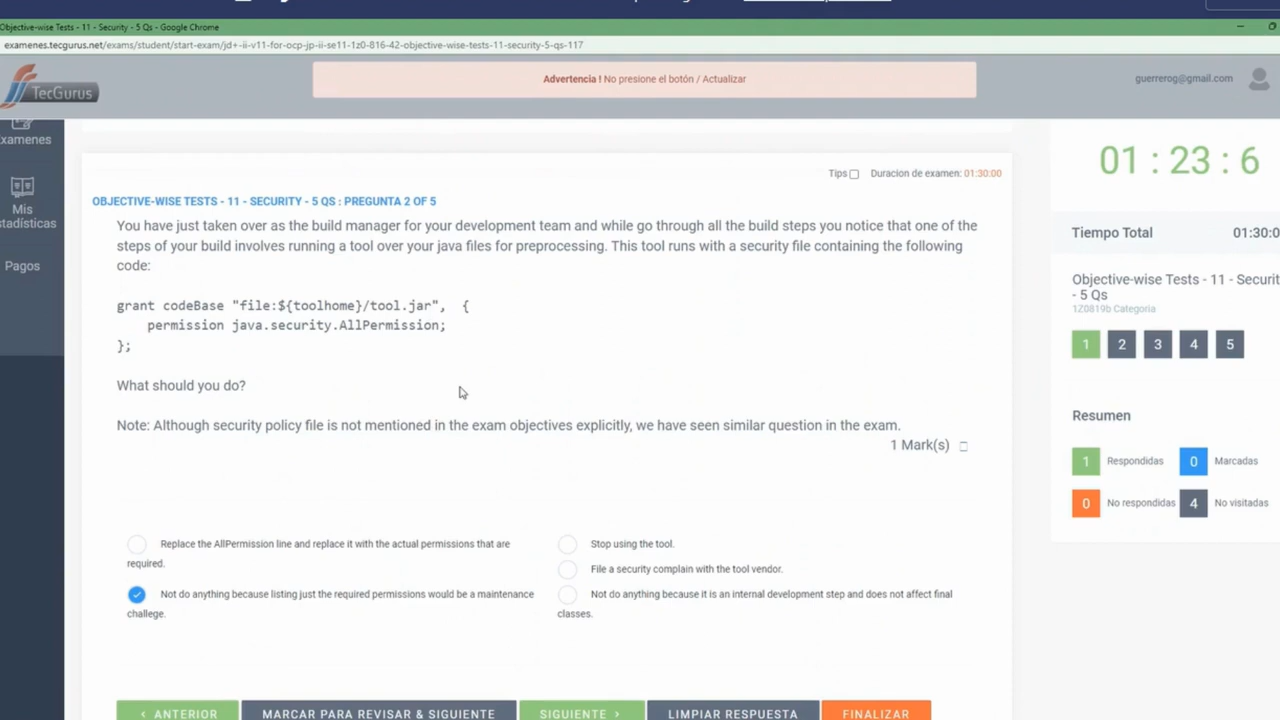 Objective-wise Tests - 11 - Security - 5 Qs - Google Chrome
examenes.tecgurus.net/exams/student/start-exam/jd+-ii-v11-for-ocp-jp-ii-se11-1z0-816-42-objective-wise-tests-11-security-5-qs-117
TecGurus
Advertencia ! No presione el botón / Actualizar
guerrerog@gmail.com
xamenes
Mis
stadísticas
Pagos
Tips
Duracion de examen: 01:30:00
OBJECTIVE-WISE TESTS - 11 - SECURITY - 5 QS : PREGUNTA 2 OF 5
You have just taken over as the build manager for your development team and while go through all the build steps you notice that one of the
steps of your build involves running a tool over your java files for preprocessing. This tool runs with a security file containing the following
code:
grant codeBase "file:${toolhome}/tool.jar", {
permission java.security.AllPermission;
};
What should you do?
Note: Although security policy file is not mentioned in the exam objectives explicitly, we have seen similar question in the exam.
1 Mark(s)
Replace the AllPermission line and replace it with the actual permissions that are
required.
Stop using the tool.
File a security complain with the tool vendor.
Not do anything because listing just the required permissions would be a maintenance
challege.
Not do anything because it is an internal development step and does not affect final
classes.
< ANTERIOR
MARCAR PARA REVISAR & SIGUIENTE
SIGUIENTE >
LIMPIAR RESPUESTA
FINALIZAR
01 : 23 : 6
Tiempo Total
01:30:0
Objective-wise Tests - 11 - Securit
- 5 Qs
1Z0819b Categoria
1 2 3 4 5
Resumen
1 Respondidas
0 Marcadas
0 No respondidas
4 No visitadas